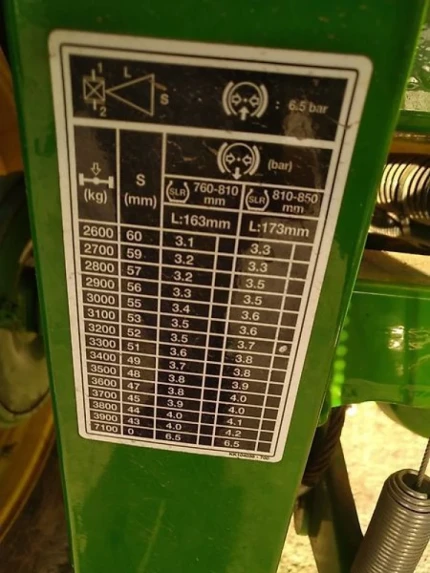 1 L S 2 : 6.5 bar
(bar)
(kg) S (mm) SLR 760-810 mm SLR 810-850 mm
L:163mm L:173mm
2600 60 3.1 3.3
2700 59 3.2 3.3
2800 57 3.2 3.5
2900 56 3.3 3.5
3000 55 3.4 3.6
3100 53 3.5 3.6
3200 52 3.5 3.7
3300 51 3.6 3.8
3400 49 3.7 3.8
3500 48 3.8 3.9
3600 47 3.8 4.0
3700 45 3.9 4.0
3800 44 4.0 4.1
3900 43 4.0 4.2
7100 0 6.5 6.5